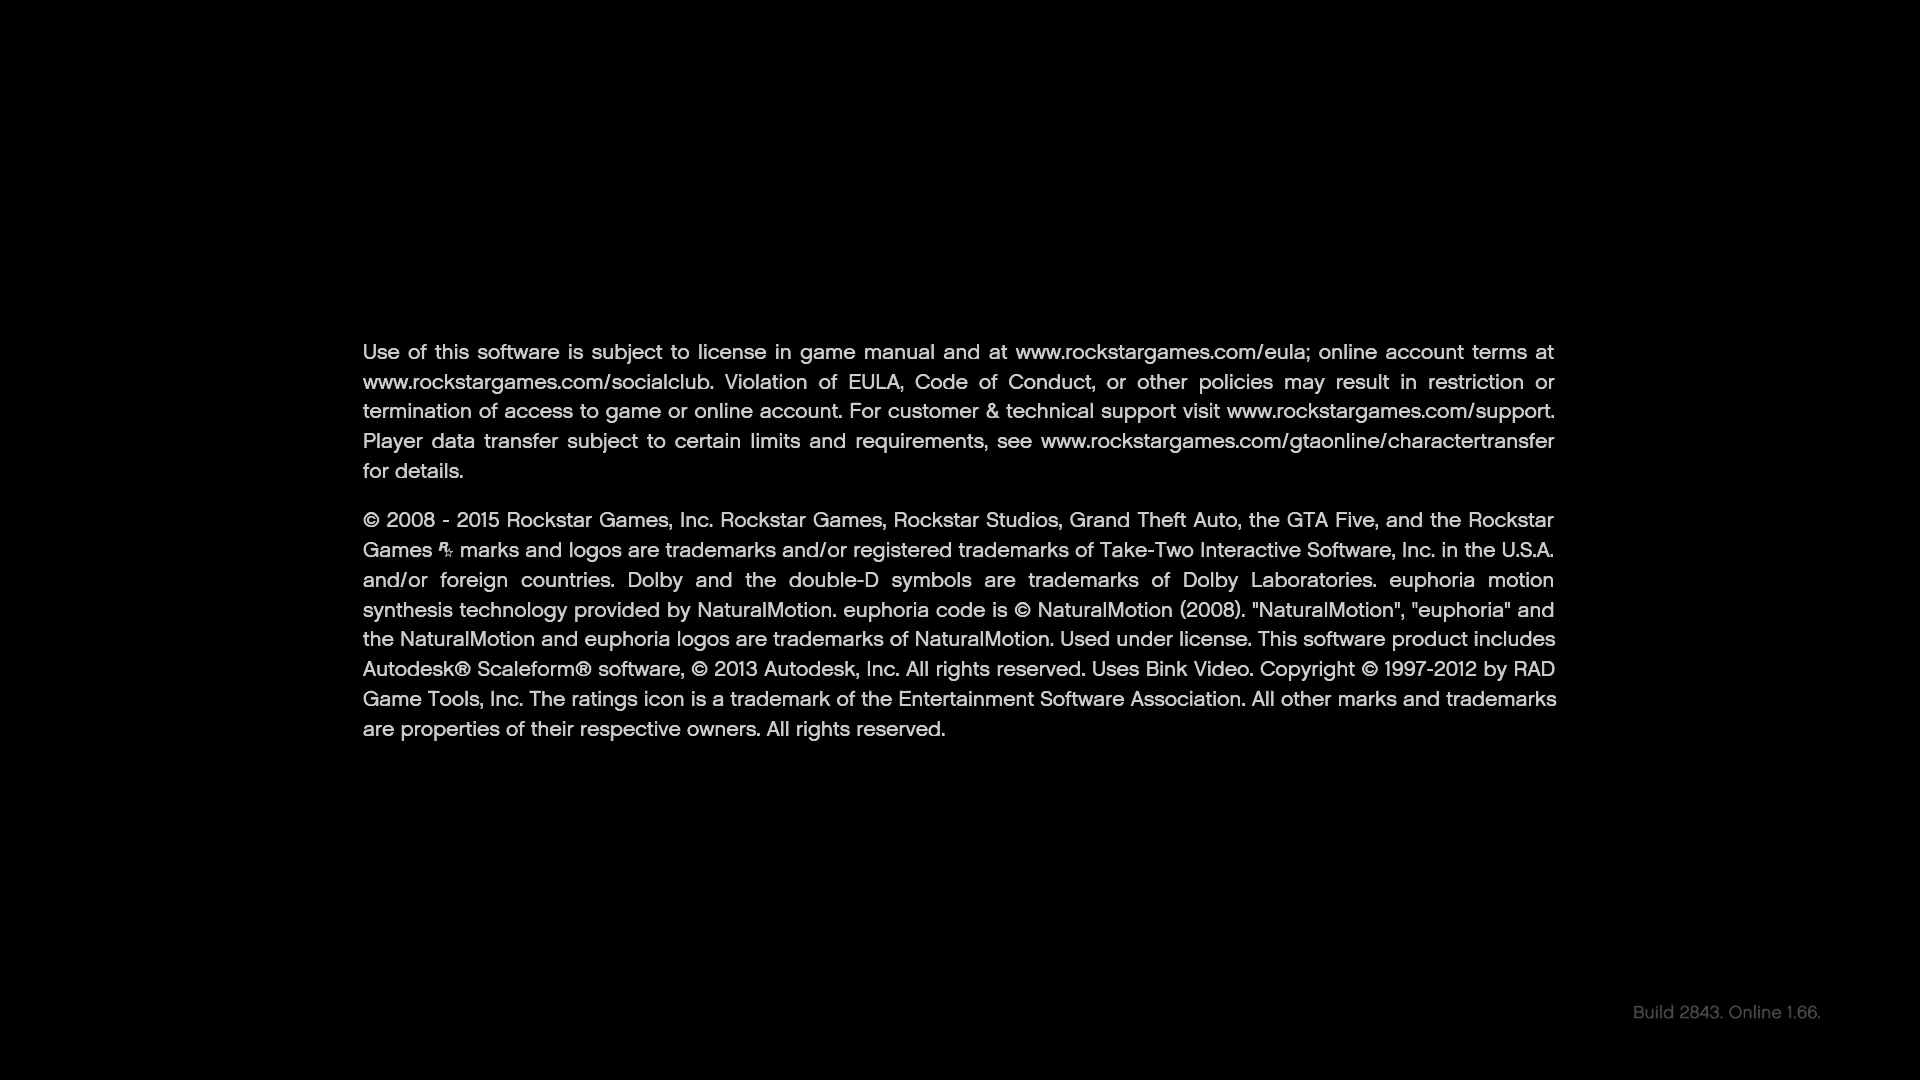 Use of this software is subject to license in game manual and at www.rockstargames.com/eula; online account terms at
www.rockstargames.com/socialclub. Violation of EULA, Code of Conduct, or other policies may result in restriction or
termination of access to game or online account. For customer & technical support visit www.rockstargames.com/support.
Player data transfer subject to certain limits and requirements, see www.rockstargames.com/gtaonline/charactertransfer
for details.
© 2008 - 2015 Rockstar Games, Inc. Rockstar Games, Rockstar Studios, Grand Theft Auto, the GTA Five, and the Rockstar
Games R* marks and logos are trademarks and/or registered trademarks of Take-Two Interactive Software, Inc. in the U.S.A.
and/or foreign countries. Dolby and the double-D symbols are trademarks of Dolby Laboratories. euphoria motion
synthesis technology provided by NaturalMotion. euphoria code is © NaturalMotion (2008). "NaturalMotion", "euphoria" and
the NaturalMotion and euphoria logos are trademarks of NaturalMotion. Used under license. This software product includes
Autodesk® Scaleform® software, © 2013 Autodesk, Inc. All rights reserved. Uses Bink Video. Copyright © 1997-2012 by RAD
Game Tools, Inc. The ratings icon is a trademark of the Entertainment Software Association. All other marks and trademarks
are properties of their respective owners. All rights reserved.
Build 2843. Online 1.66.